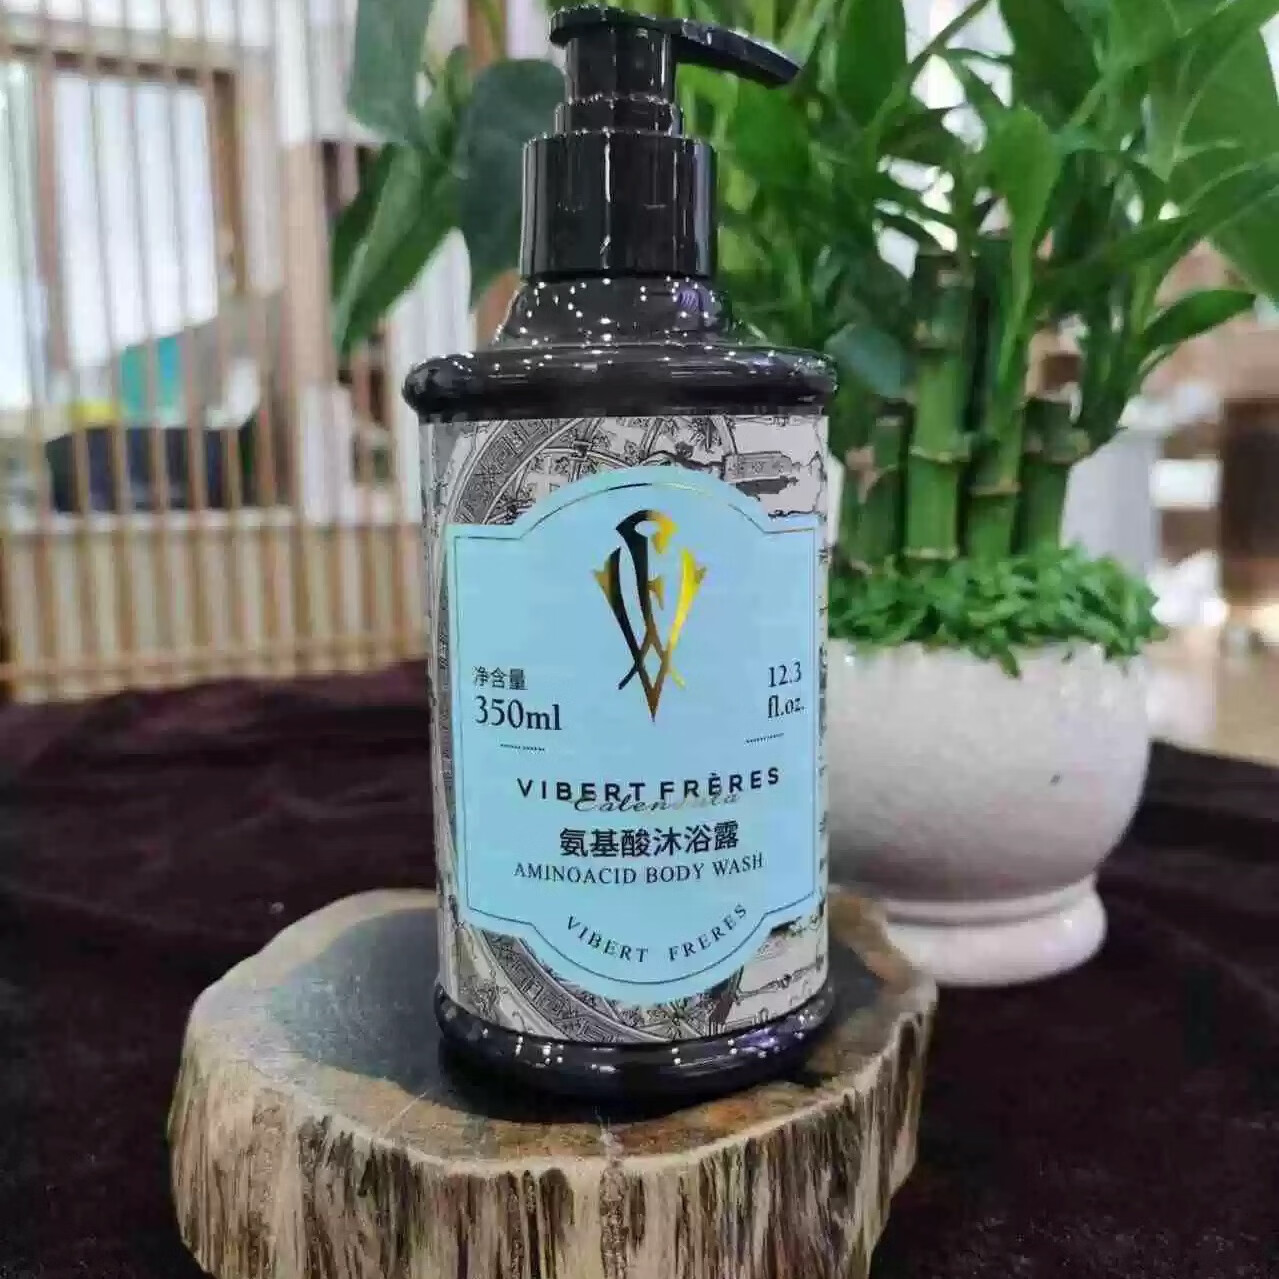 净含量
350ml
12.3
fl.oz.
VIBERT FRÈRES
Calendula
氨基酸沐浴露
AMINOACID BODY WASH
VIBERT FRERES